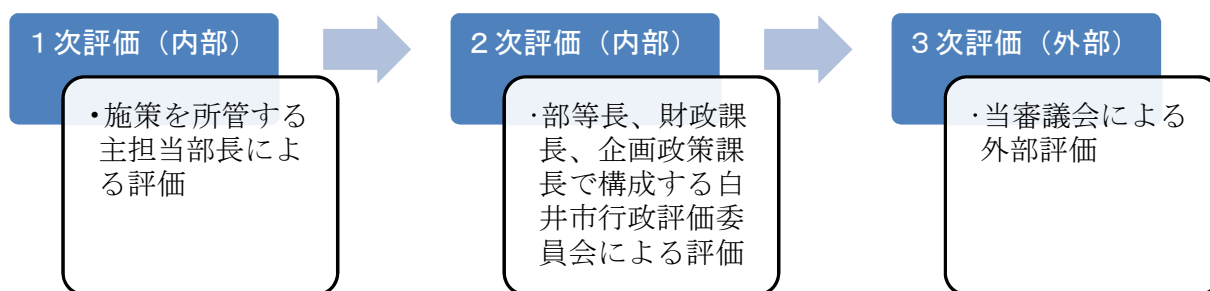 １次評価（内部）
・施策を所管する
主担当部長によ
る評価
２次評価（内部）
・部等長、財政課
長、企画政策課
長で構成する白
井市行政評価委
員会による評価
３次評価（外部）
・当審議会による
外部評価